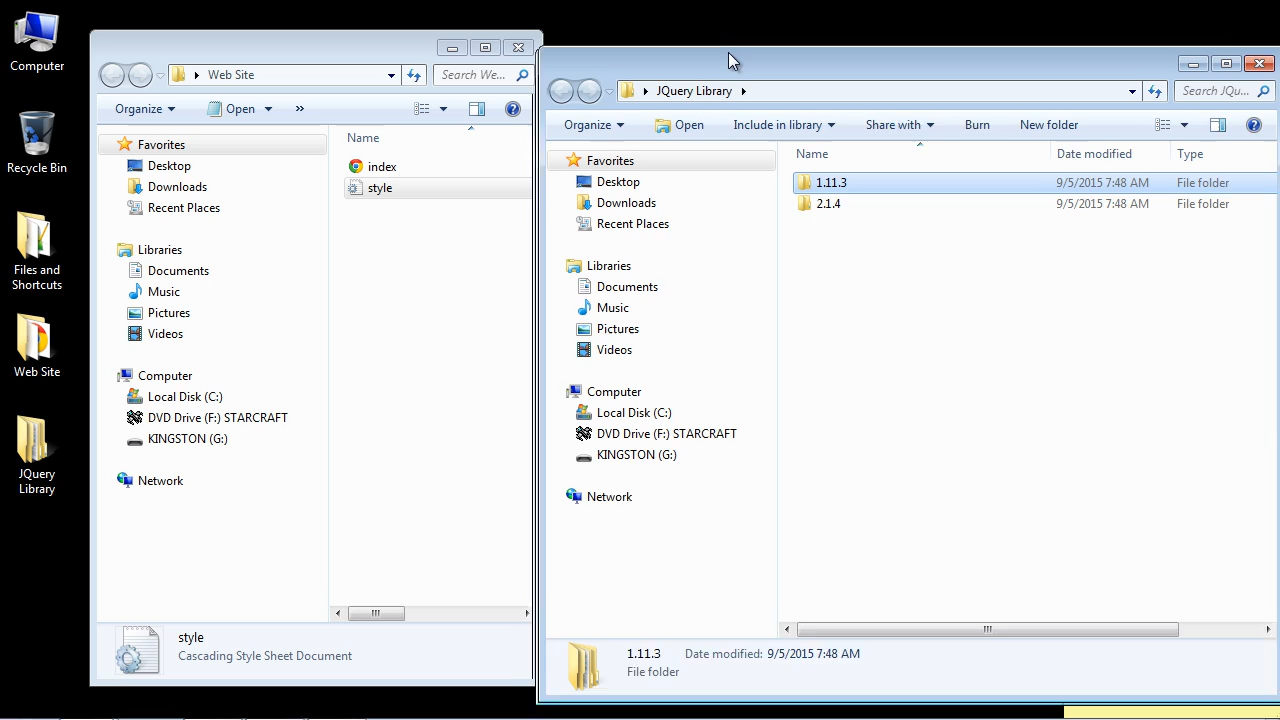 Computer
Recycle Bin
Files and
Shortcuts
Web Site
JQuery
Library
Web Site
Search We...
Organize
Open
»
Favorites
Desktop
Downloads
Recent Places
Libraries
Documents
Music
Pictures
Videos
Computer
Local Disk (C:)
DVD Drive (F:) STARCRAFT
KINGSTON (G:)
Network
Name
index
style
style
Cascading Style Sheet Document
JQuery Library
Search JQu...
Organize
Open
Include in library
Share with
Burn
New folder
Favorites
Desktop
Downloads
Recent Places
Libraries
Documents
Music
Pictures
Videos
Computer
Local Disk (C:)
DVD Drive (F:) STARCRAFT
KINGSTON (G:)
Network
Name Date modified Type
1.11.3 9/5/2015 7:48 AM File folder
2.1.4 9/5/2015 7:48 AM File folder
1.11.3 Date modified: 9/5/2015 7:48 AM
File folder